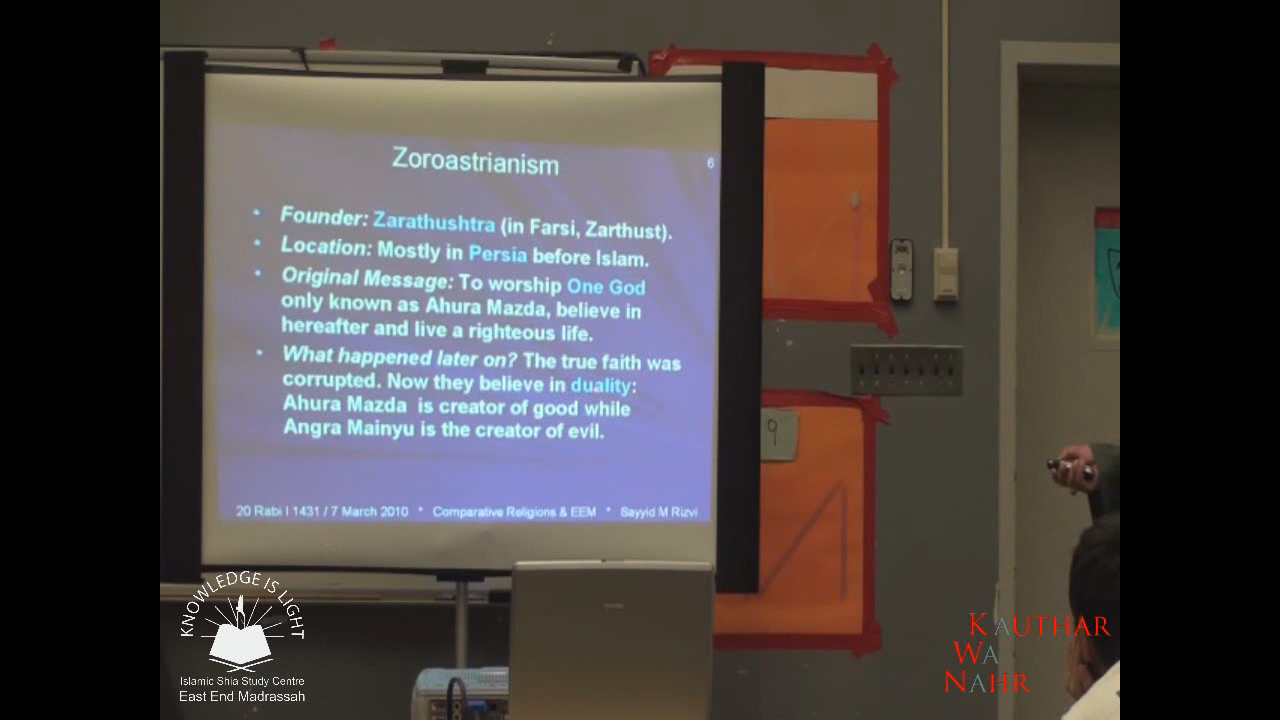 Zoroastrianism
6
• Founder: Zarathushtra (in Farsi, Zarthust).
• Location: Mostly in Persia before Islam.
• Original Message: To worship One God
only known as Ahura Mazda, believe in
hereafter and live a righteous life.
• What happened later on? The true faith was
corrupted. Now they believe in duality:
Ahura Mazda is creator of good while
Angra Mainyu is the creator of evil.
20 Rabi I 1431 / 7 March 2010 * Comparative Religions & EEM * Sayyid M Rizvi
9
KNOWLEDGE IS LIGHT
Islamic Shia Study Centre
East End Madrassah
KAUTHAR
WA
NAHR